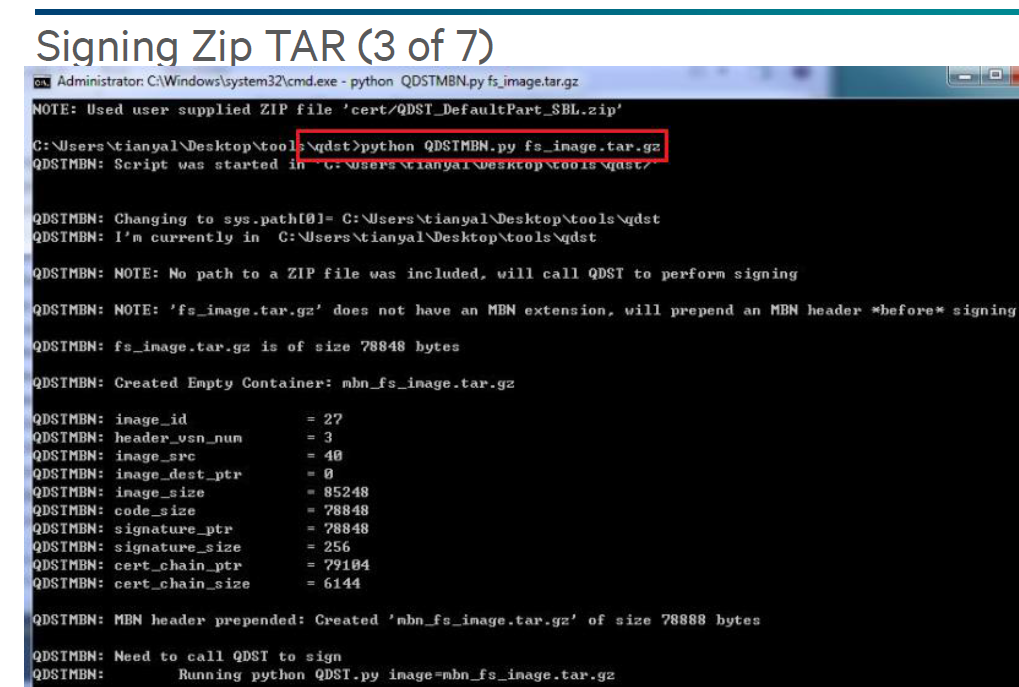 Signing Zip TAR (3 of 7)
Administrator: C:\Windows\system32\cmd.exe - python QDSTMBN.py fs_image.tar.gz
NOTE: Used user supplied ZIP file 'cert/QDST_DefaultPart_SBL.zip'
C:\Users\tianyal\Desktop\tools\qdst>python QDSTMBN.py fs_image.tar.gz
QDSTMBN: Script was started in 'C:\Users\tianyal\Desktop\tools\qdst/'
QDSTMBN: Changing to sys.path[0]= C:\Users\tianyal\Desktop\tools\qdst
QDSTMBN: I'm currently in C:\Users\tianyal\Desktop\tools\qdst
QDSTMBN: NOTE: No path to a ZIP file was included, will call QDST to perform signing
QDSTMBN: NOTE: 'fs_image.tar.gz' does not have an MBN extension, will prepend an MBN header *before* signing
QDSTMBN: fs_image.tar.gz is of size 78848 bytes
QDSTMBN: Created Empty Container: mbn_fs_image.tar.gz
QDSTMBN: image_id = 27
QDSTMBN: header_vsn_num = 3
QDSTMBN: image_src = 40
QDSTMBN: image_dest_ptr = 0
QDSTMBN: image_size = 85248
QDSTMBN: code_size = 78848
QDSTMBN: signature_ptr = 78848
QDSTMBN: signature_size = 256
QDSTMBN: cert_chain_ptr = 79104
QDSTMBN: cert_chain_size = 6144
QDSTMBN: MBN header prepended: Created 'mbn_fs_image.tar.gz' of size 78888 bytes
QDSTMBN: Need to call QDST to sign
QDSTMBN: Running python QDST.py image=mbn_fs_image.tar.gz